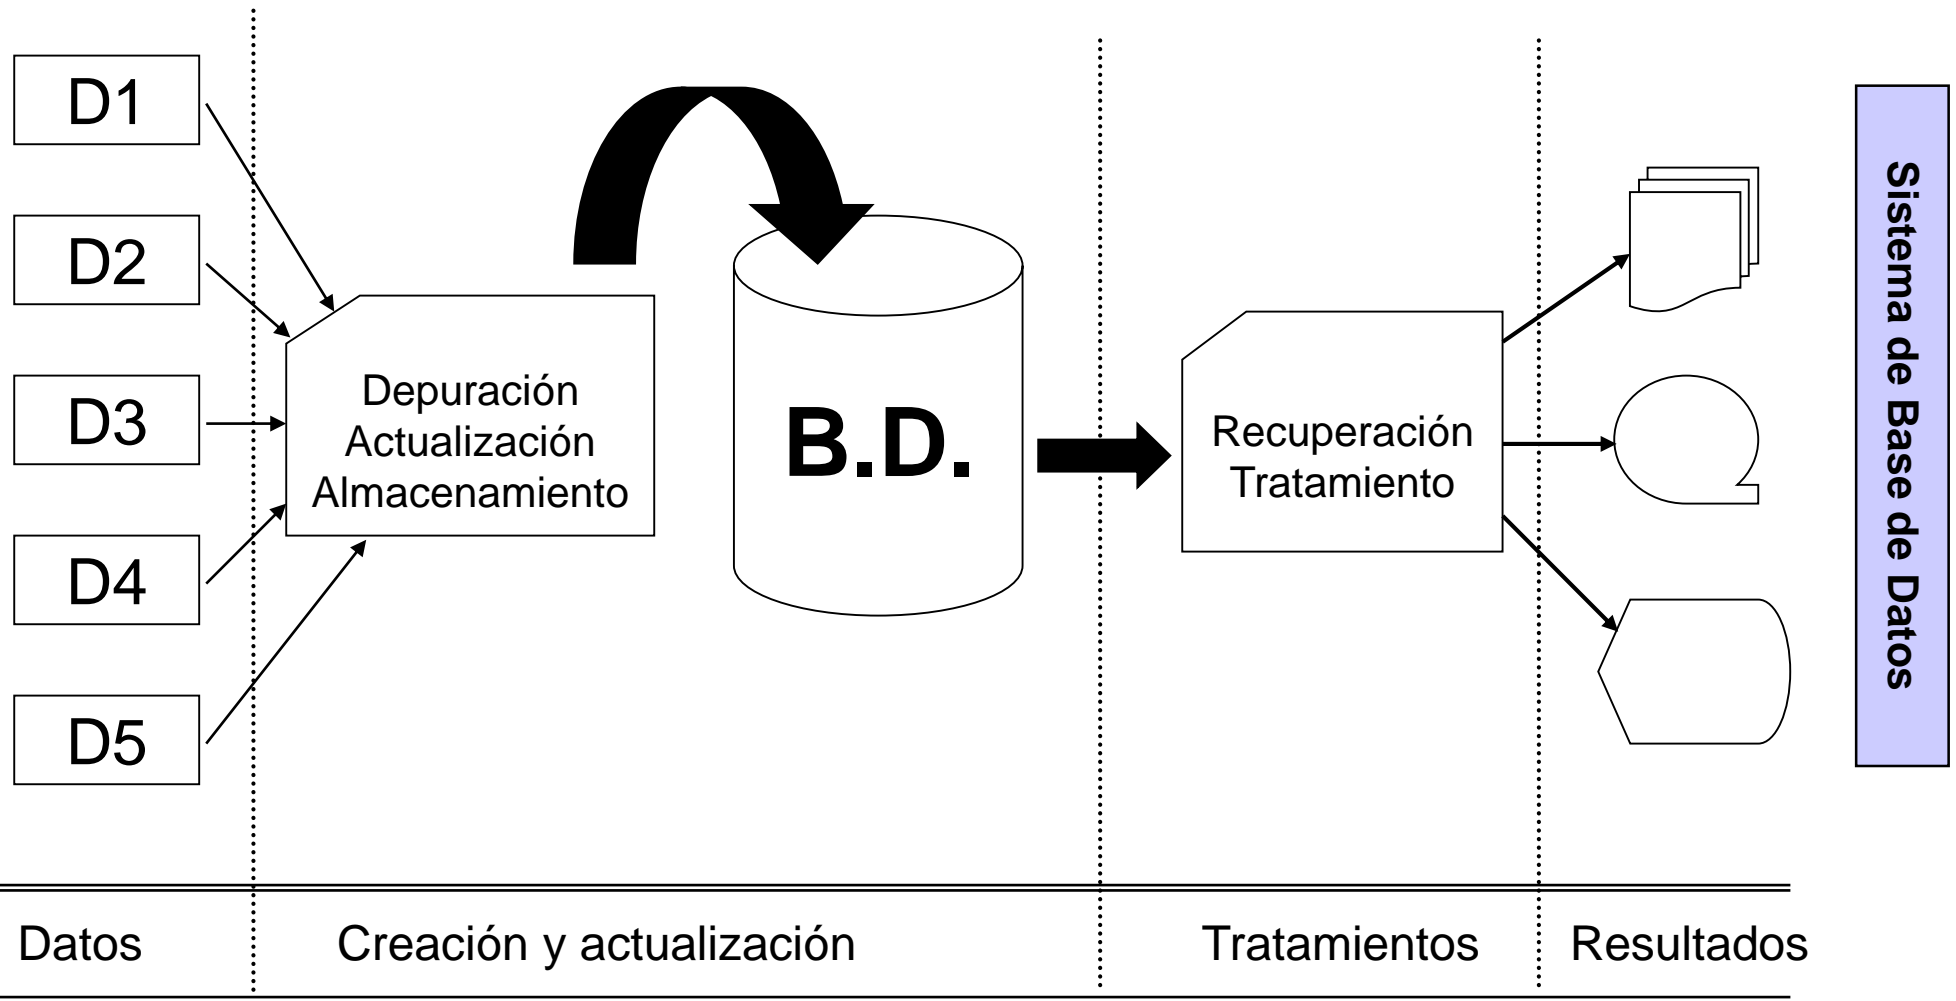 D1
D2
D3
D4
D5
Depuración
Actualización
Almacenamiento
B.D.
Recuperación
Tratamiento
Sistema de Base de Datos
Datos
Creación y actualización
Tratamientos
Resultados